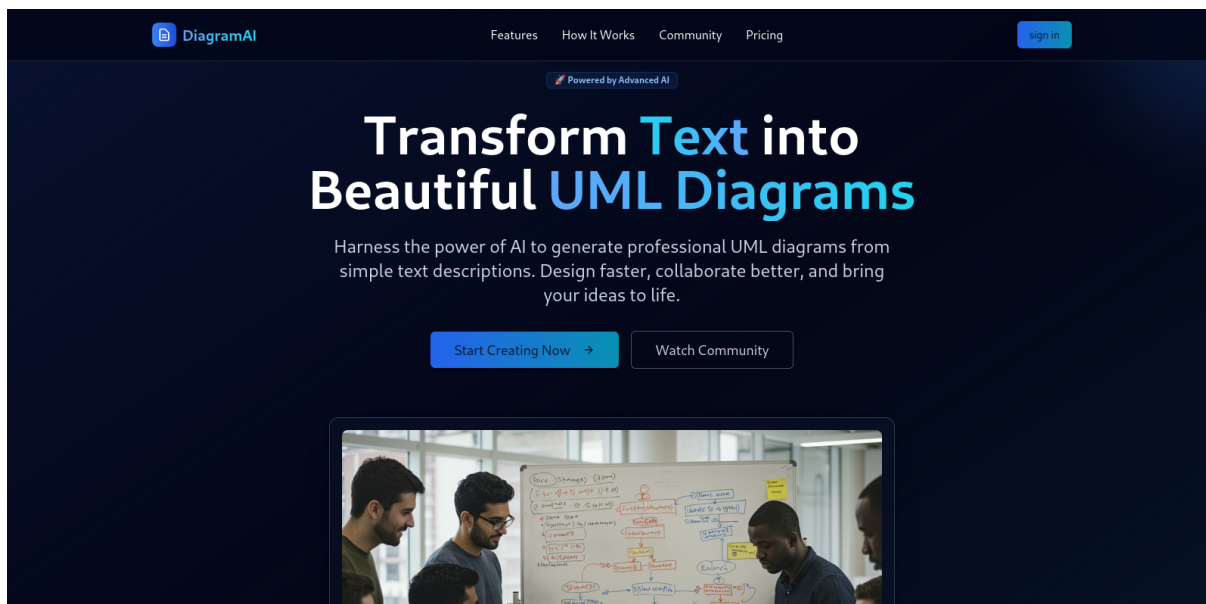 DiagramAI
Features How It Works Community Pricing
sign in
🚀 Powered by Advanced AI
Transform Text into
Beautiful UML Diagrams
Harness the power of AI to generate professional UML diagrams from
simple text descriptions. Design faster, collaborate better, and bring
your ideas to life.
Start Creating Now →
Watch Community